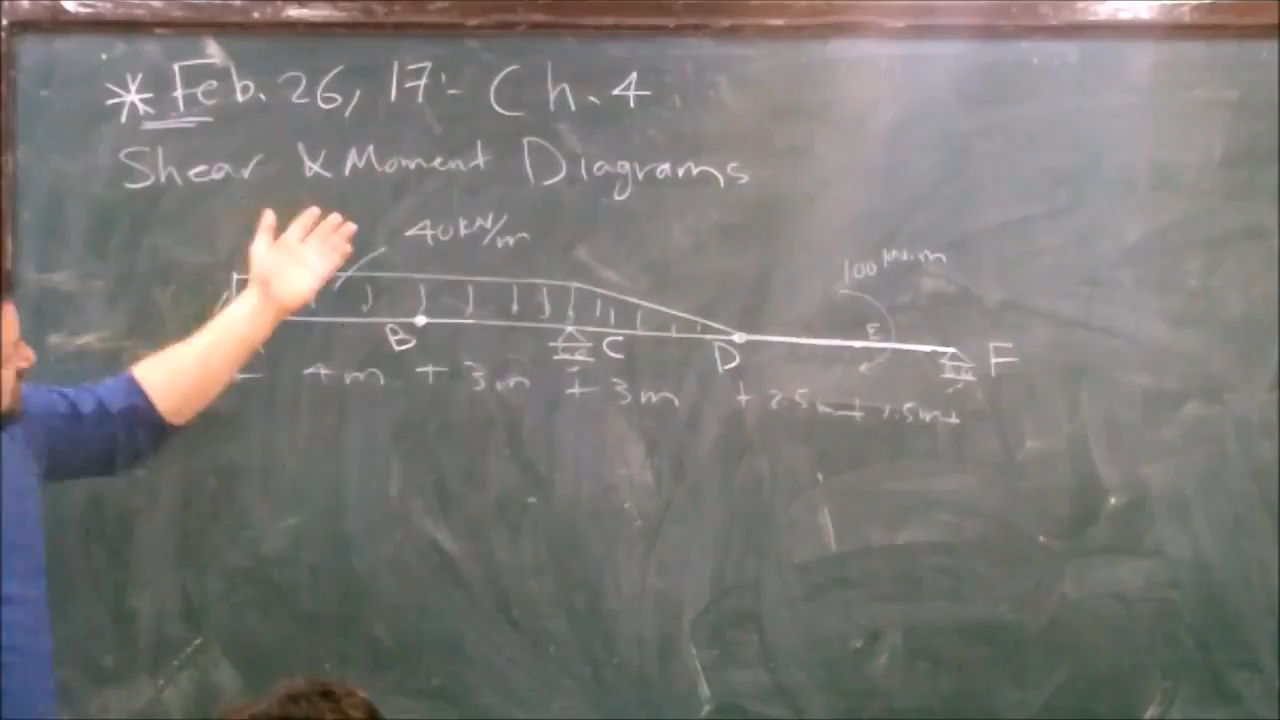 * Feb. 26, 17:- Ch. 4
Shear & Moment Diagrams
40 kN/m
100 kN.m
B C D E F
4m + 3m + 3m + 2.5m + 1.5m +